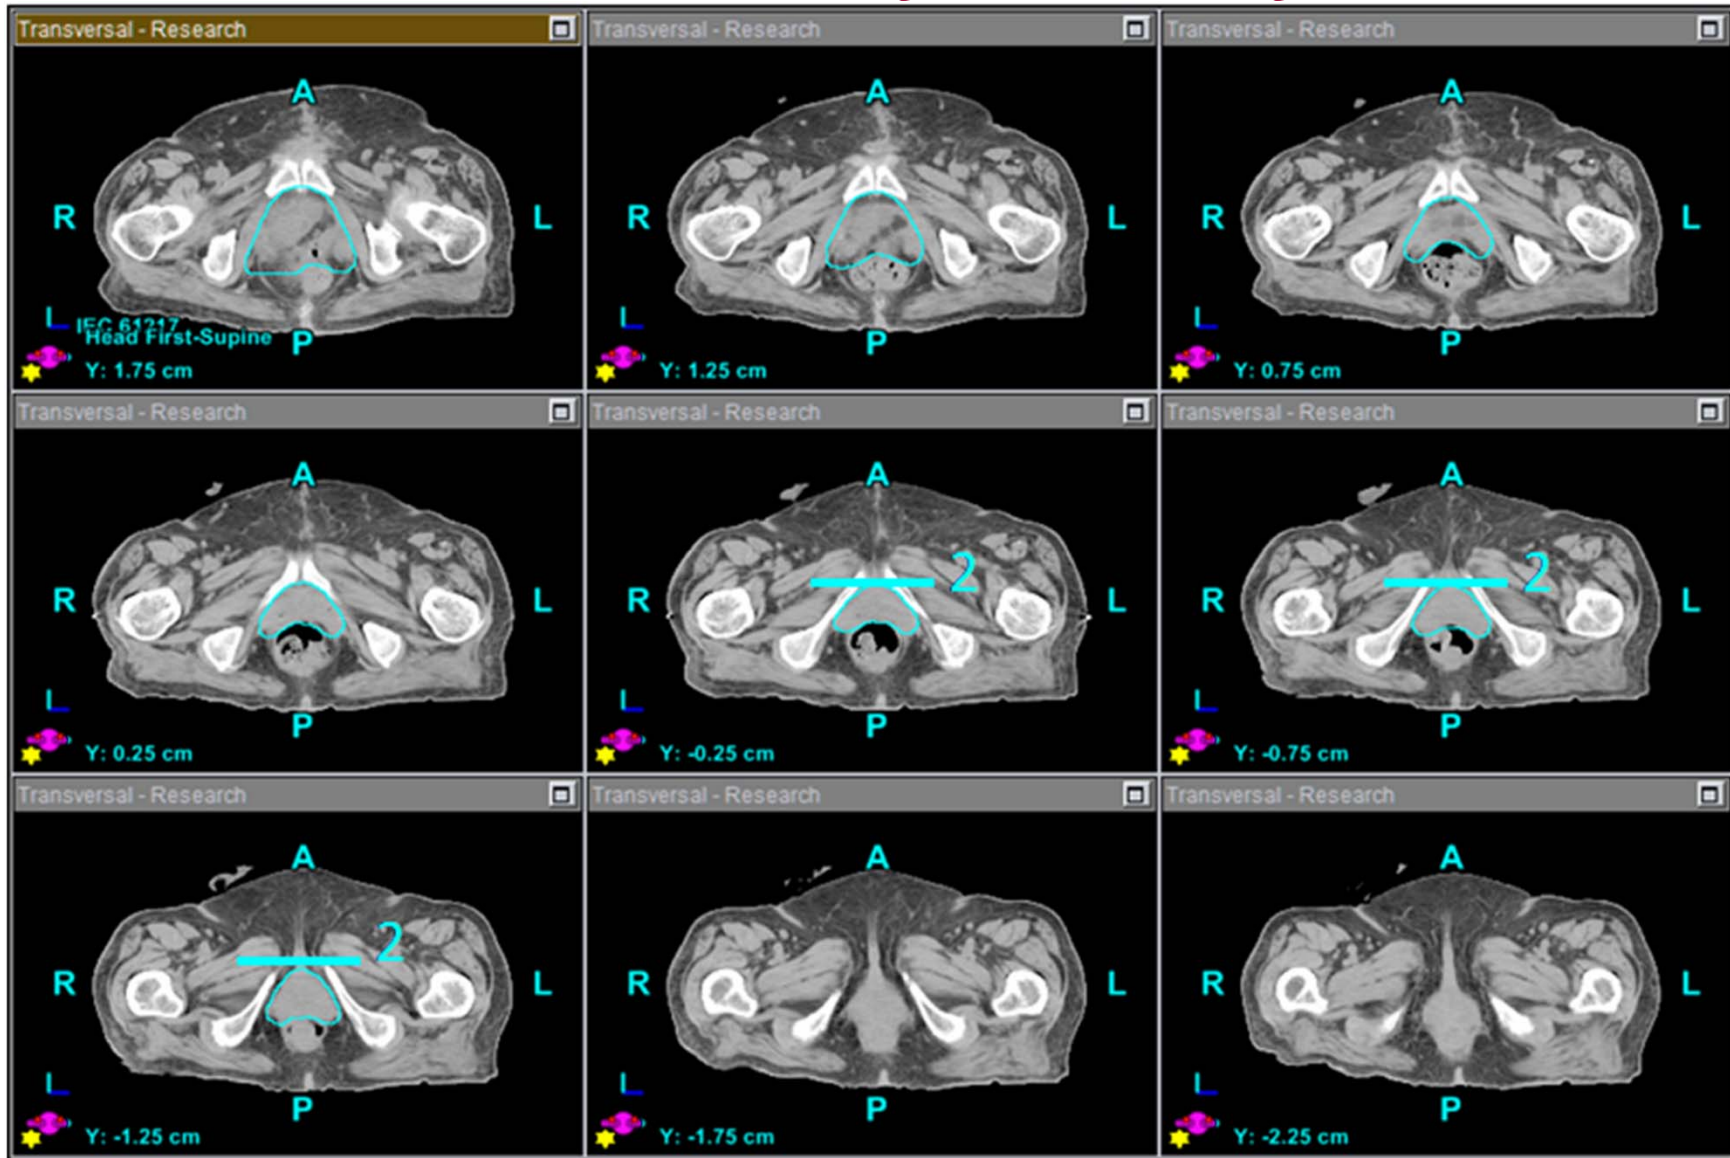 Transversal - Research
A
R
L
L
IEC 61217
Head First-Supine
P
Y: 1.75 cm
Transversal - Research
A
R
L
L
P
Y: 1.25 cm
Transversal - Research
A
R
L
L
P
Y: 0.75 cm
Transversal - Research
A
R
L
L
P
Y: 0.25 cm
Transversal - Research
A
2
R
L
L
P
Y: -0.25 cm
Transversal - Research
A
2
R
L
L
P
Y: -0.75 cm
Transversal - Research
A
2
R
L
L
P
Y: -1.25 cm
Transversal - Research
A
R
L
L
P
Y: -1.75 cm
Transversal - Research
A
R
L
L
P
Y: -2.25 cm